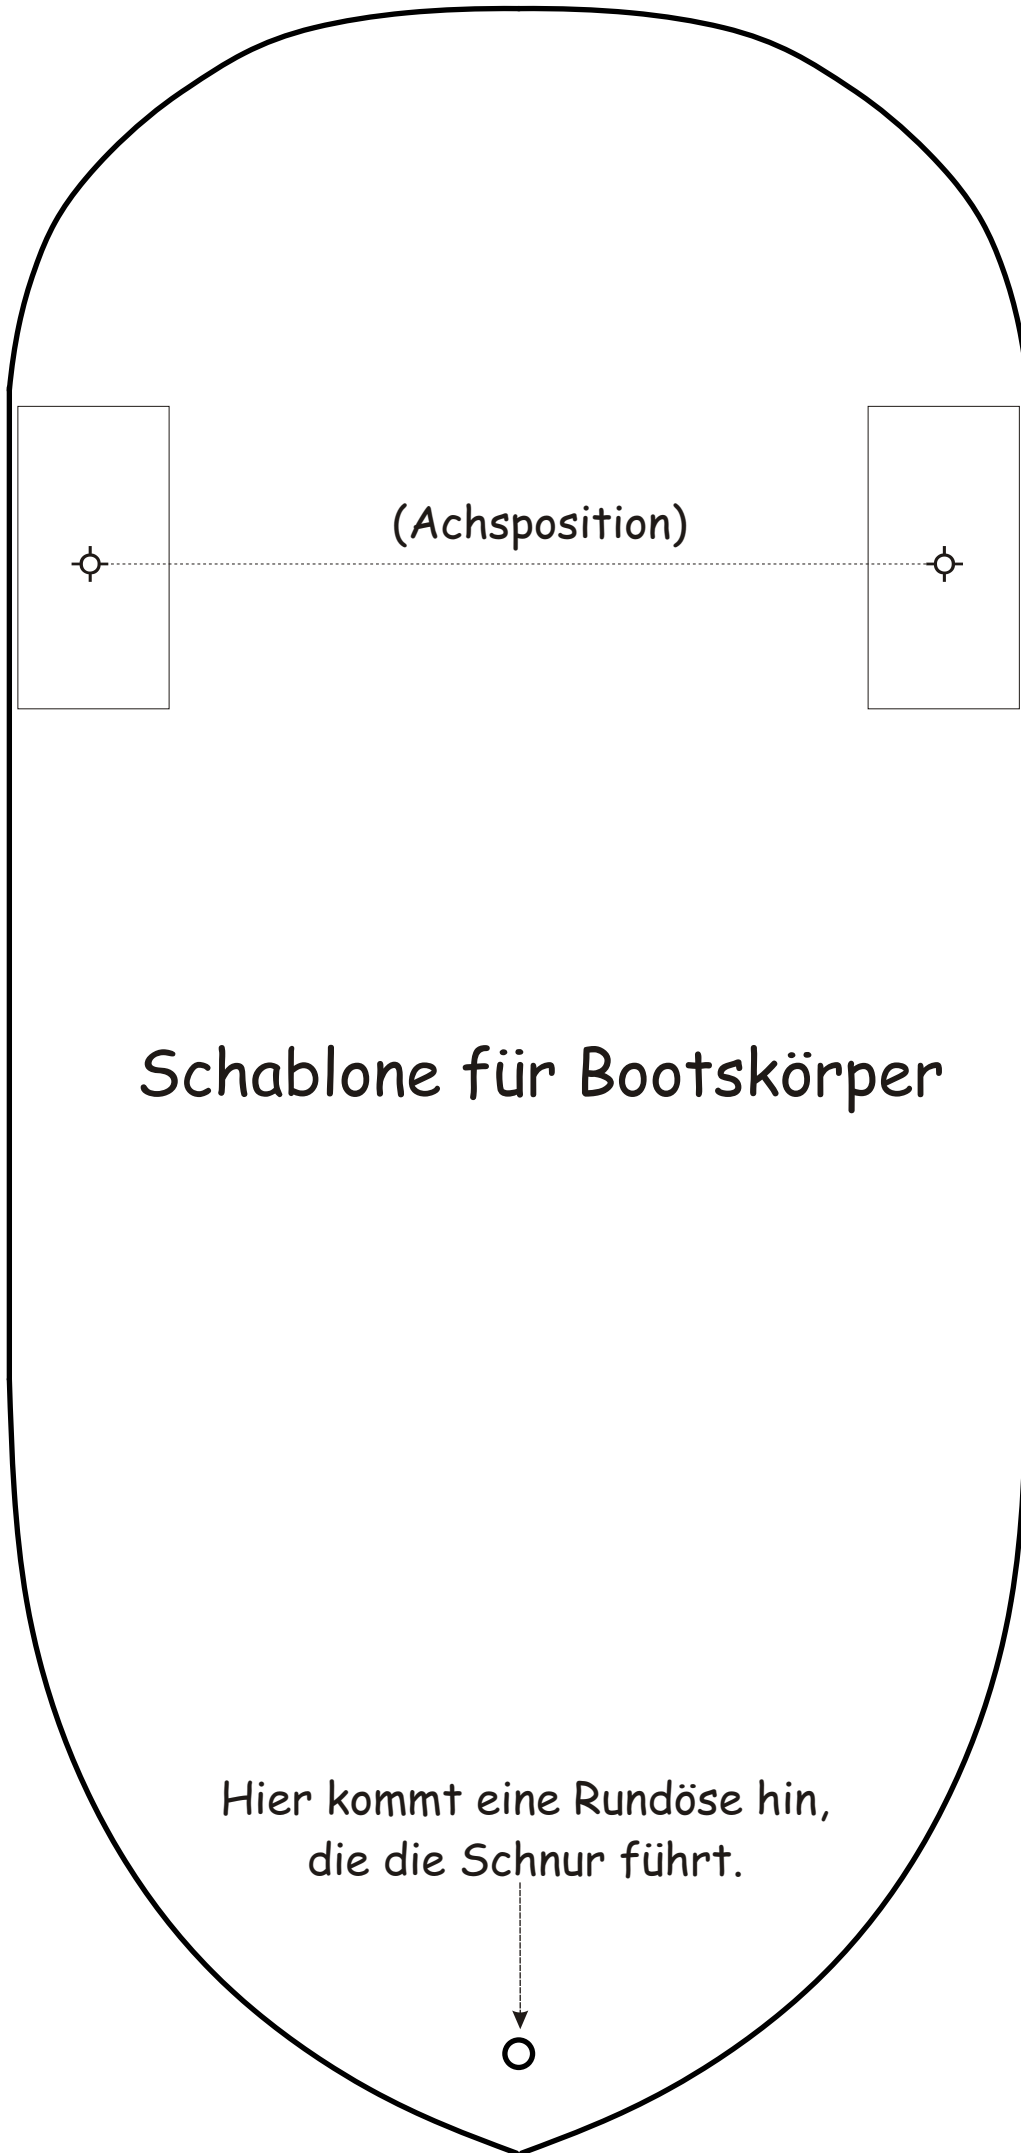 (Achsposition)
Schablone für Bootskörper
Hier kommt eine Rundöse hin,
die die Schnur führt.